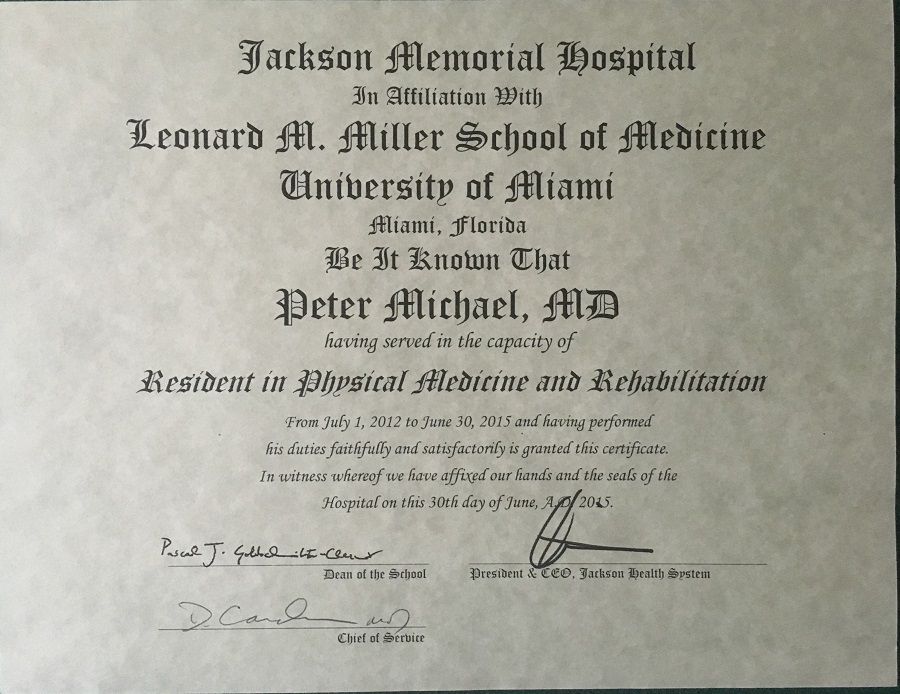 Jackson Memorial Hospital
In Affiliation With
Leonard M. Miller School of Medicine
University of Miami
Miami, Florida
Be It Known That
Peter Michael, MD
having served in the capacity of
Resident in Physical Medicine and Rehabilitation
From July 1, 2012 to June 30, 2015 and having performed
his duties faithfully and satisfactorily is granted this certificate.
In witness whereof we have affixed our hands and the seals of the
Hospital on this 30th day of June, A.D. 2015.
Pascal J.
Dean of the School
President & CEO, Jackson Health System
D.
Chief of Service